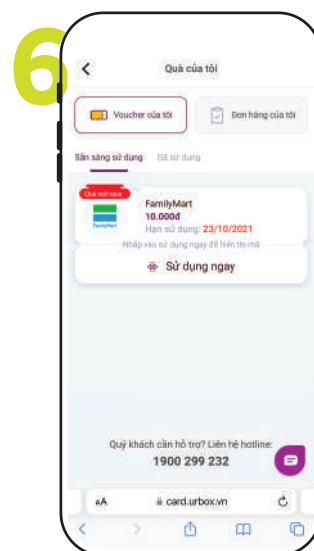 6
Quà của tôi
Voucher của tôi
Đơn hàng của tôi
Sẵn sàng sử dụng
Đã sử dụng
Quà mới mua
FamilyMart
FamilyMart
10.000đ
Hạn sử dụng: 23/10/2021
Nhấp vào sử dụng ngay để hiển thị mã
Sử dụng ngay
Quý khách cần hỗ trợ? Liên hệ hotline:
1900 299 232
AA
card.urbox.vn